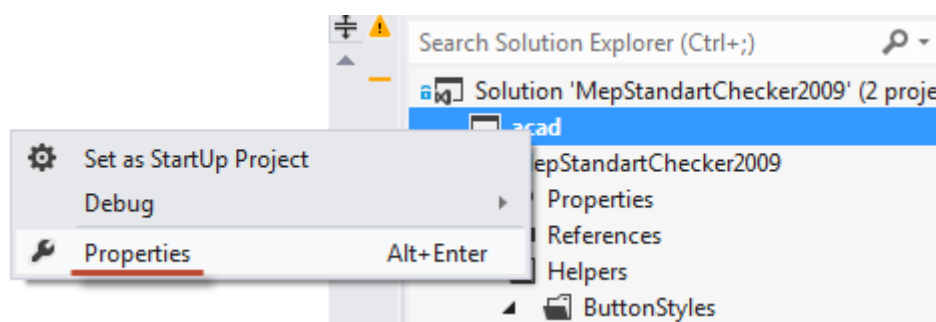 Search Solution Explorer (Ctrl+;)
Solution 'MepStandartChecker2009' (2 proje
acad
epStandartChecker2009
Set as StartUp Project
Debug
Properties Alt+Enter
Properties
References
Helpers
ButtonStyles